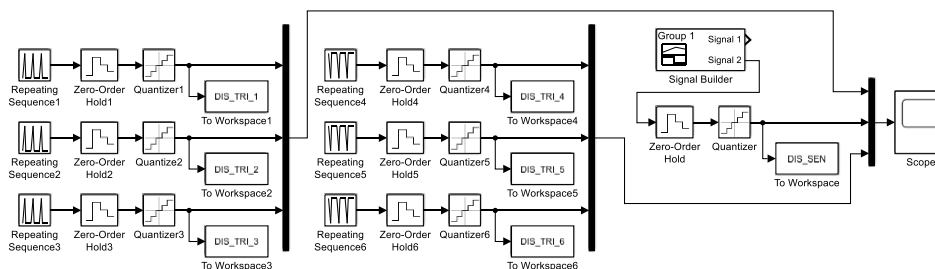 Group 1
Signal 1
Signal 2
Signal Builder
Repeating
Sequence1
Zero-Order
Hold1
Quantizer1
DIS_TRI_1
To Workspace1
Repeating
Sequence4
Zero-Order
Hold4
Quantizer4
DIS_TRI_4
To Workspace4
Repeating
Sequence2
Zero-Order
Hold2
Quantize2
DIS_TRI_2
To Workspace2
Repeating
Sequence5
Zero-Order
Hold5
Quantizer5
DIS_TRI_5
To Workspace5
Zero-Order
Hold
Quantizer
DIS_SEN
To Workspace
Scope
Repeating
Sequence3
Zero-Order
Hold3
Quantizer3
DIS_TRI_3
To Workspace3
Repeating
Sequence6
Zero-Order
Hold6
Quantizer6
DIS_TRI_6
To Workspace6